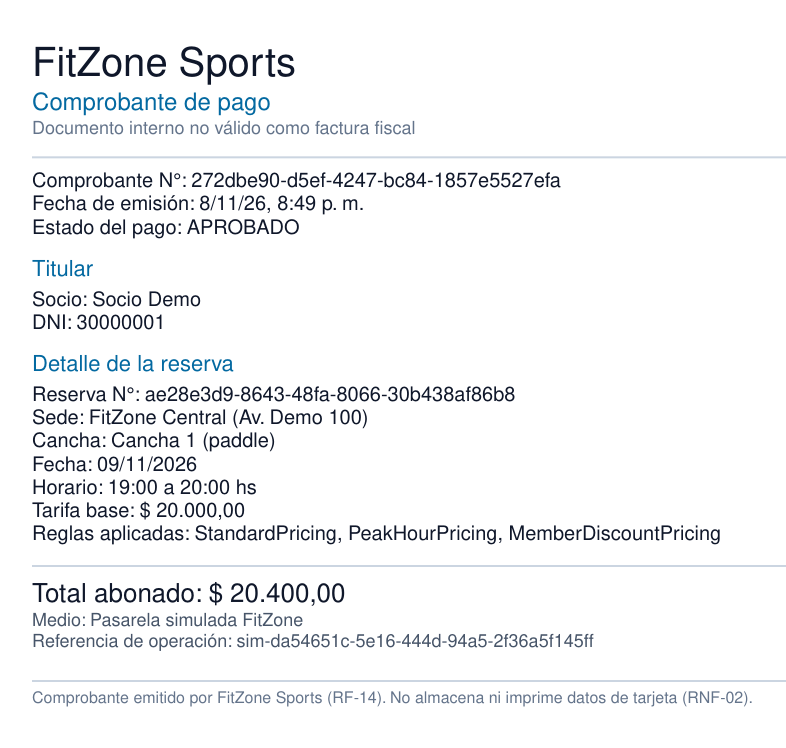 FitZone Sports
Comprobante de pago
Documento interno no válido como factura fiscal
Comprobante N°: 272dbe90-d5ef-4247-bc84-1857e5527efa
Fecha de emisión: 8/11/26, 8:49 p. m.
Estado del pago: APROBADO
Titular
Socio: Socio Demo
DNI: 30000001
Detalle de la reserva
Reserva N°: ae28e3d9-8643-48fa-8066-30b438af86b8
Sede: FitZone Central (Av. Demo 100)
Cancha: Cancha 1 (paddle)
Fecha: 09/11/2026
Horario: 19:00 a 20:00 hs
Tarifa base: $ 20.000,00
Reglas aplicadas: StandardPricing, PeakHourPricing, MemberDiscountPricing
Total abonado: $ 20.400,00
Medio: Pasarela simulada FitZone
Referencia de operación: sim-da54651c-5e16-444d-94a5-2f36a5f145ff
Comprobante emitido por FitZone Sports (RF-14). No almacena ni imprime datos de tarjeta (RNF-02).